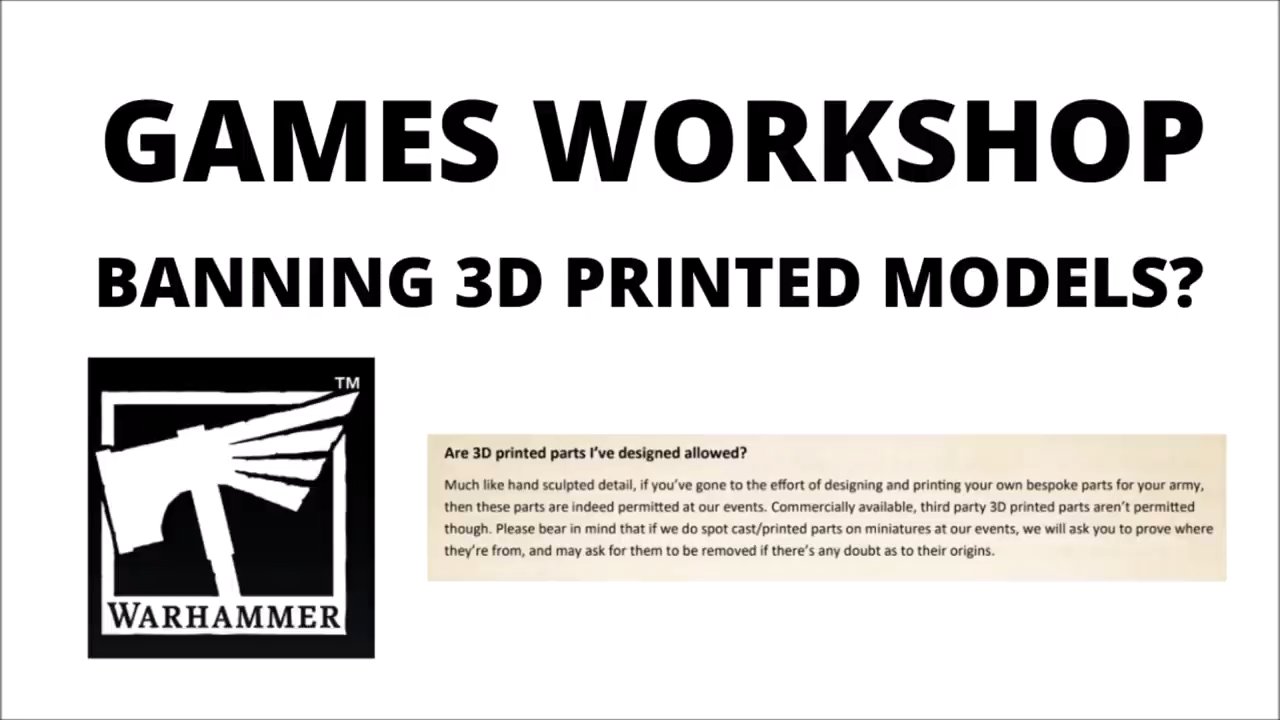 GAMES WORKSHOP
BANNING 3D PRINTED MODELS?
TM
WARHAMMER
Are 3D printed parts I've designed allowed?
Much like hand sculpted detail, if you've gone to the effort of designing and printing your own bespoke parts for your army,
then these parts are indeed permitted at our events. Commercially available, third party 3D printed parts aren't permitted
though. Please bear in mind that if we do spot cast/printed parts on miniatures at our events, we will ask you to prove where
they're from, and may ask for them to be removed if there's any doubt as to their origins.